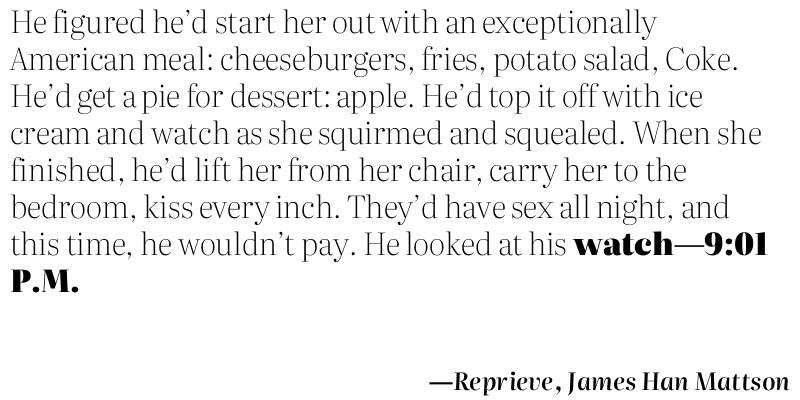 He figured he’d start her out with an exceptionally
American meal: cheeseburgers, fries, potato salad, Coke.
He’d get a pie for dessert: apple. He’d top it off with ice
cream and watch as she squirmed and squealed. When she
finished, he’d lift her from her chair, carry her to the
bedroom, kiss every inch. They’d have sex all night, and
this time, he wouldn’t pay. He looked at his watch—9:01
P.M.
—Reprieve, James Han Mattson